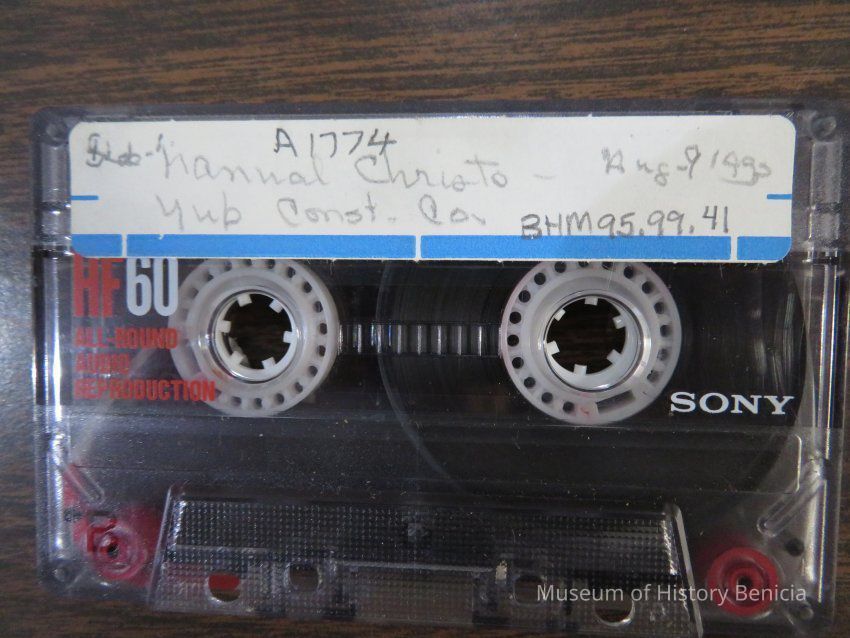 A1774
Mannual Christo - Aug. 9 1990
Yub Const. Co.
BHM95.99.41
HF60
ALL-ROUND
AUDIO
REPRODUCTION
SONY
Museum of History Benicia